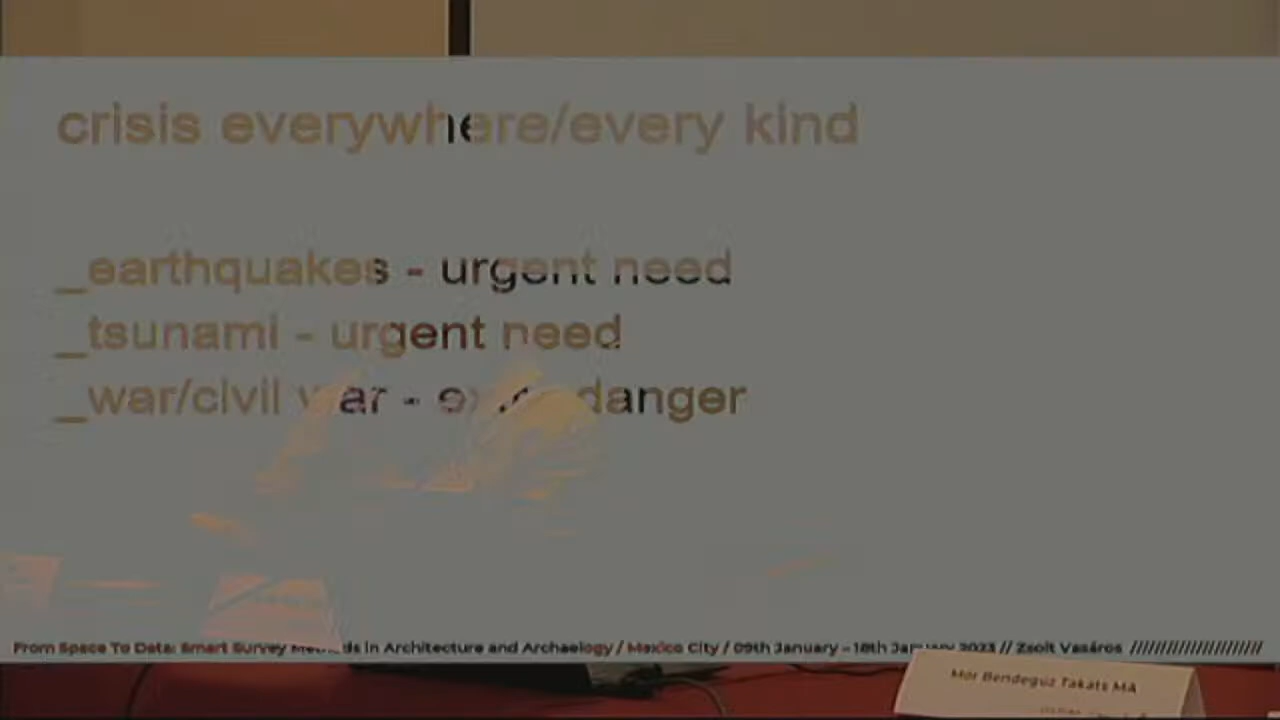 crisis everywhere/every kind
_earthquakes - urgent need
_tsunami - urgent need
_war/civil war - danger
From Space To Data: Smart Survey Methods in Architecture and Archaelogy / Mexico City / 09th January - 18th January 2023 // Zsolt Vasáros //////////////////////
Mór Bendegúz Takáts MA